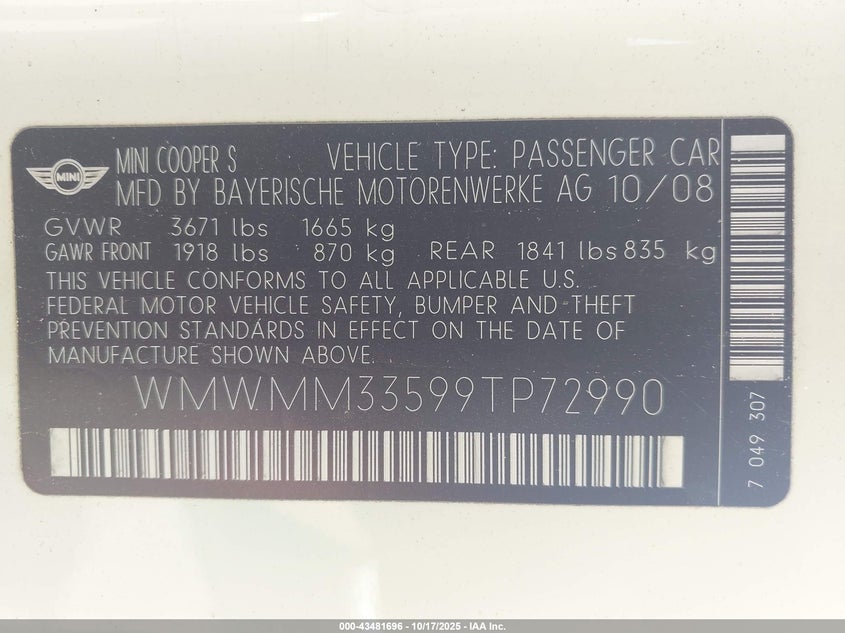 MINI COOPER S VEHICLE TYPE: PASSENGER CAR
MINI
MFD BY BAYERISCHE MOTORENWERKE AG 10/08
GVWR 3671 lbs 1665 kg
GAWR FRONT 1918 lbs 870 kg REAR 1841 lbs 835 kg
THIS VEHICLE CONFORMS TO ALL APPLICABLE U.S.
FEDERAL MOTOR VEHICLE SAFETY, BUMPER AND THEFT
PREVENTION STANDARDS IN EFFECT ON THE DATE OF
MANUFACTURE SHOWN ABOVE.
WMWMM33599TP72990
7 049 307
000-43481696 - 10/17/2025 - IAA Inc.